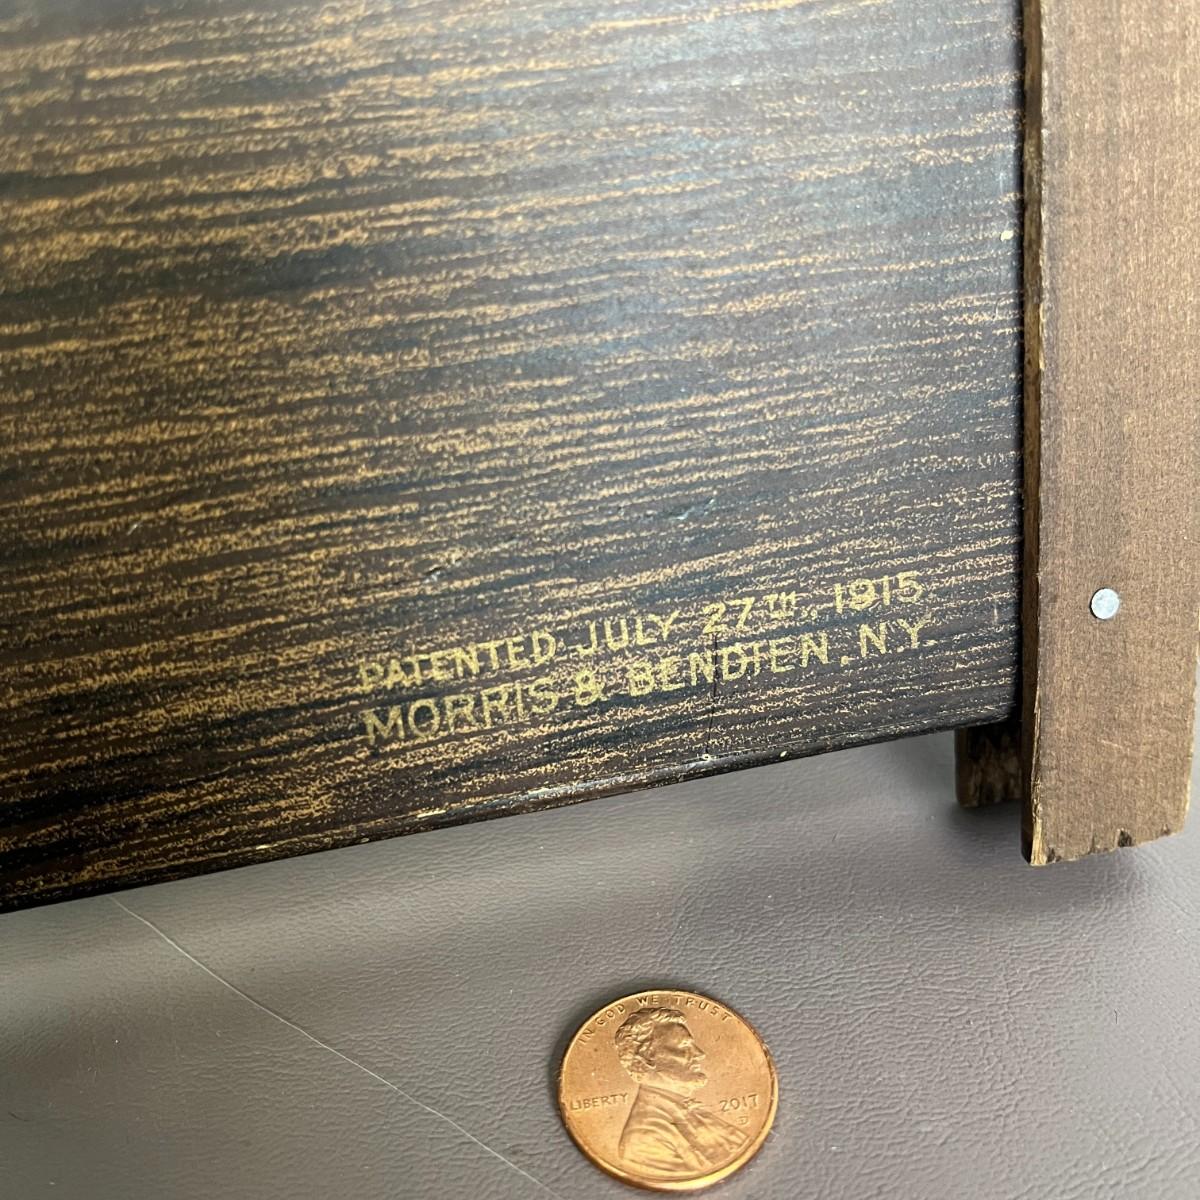 PATENTED JULY 27TH, 1915
MORRIS & BENDIEN, N.Y.
IN GOD WE TRUST
LIBERTY
2017
D